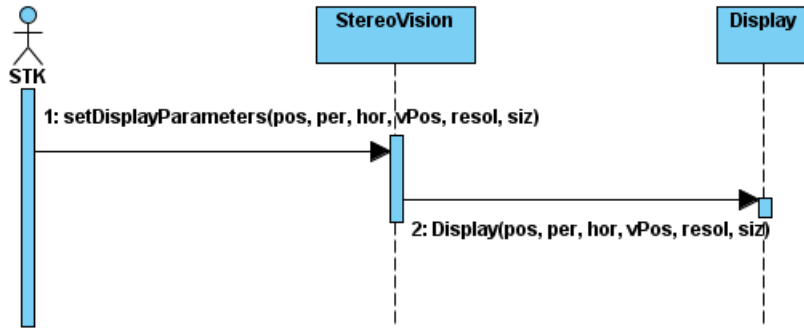 StereoVision
Display
STK
1: setDisplayParameters(pos, per, hor, vPos, resol, siz)
2: Display(pos, per, hor, vPos, resol, siz)